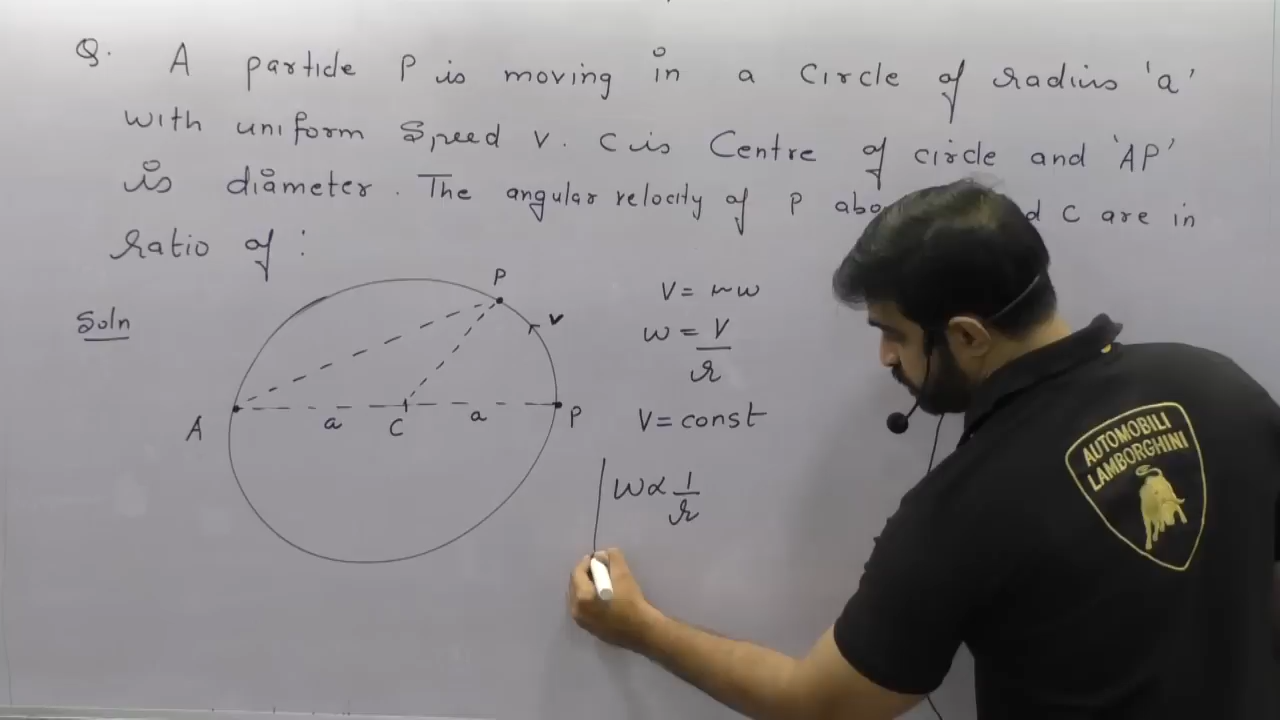 Q. A particle P is moving in a circle of radius 'a'
with uniform speed v. C is Centre of circle and 'AP'
is diameter. The angular velocity of P C are in
ratio of :
Soln
P
v
A
a
C
a
P
V = rω
ω = V/r
V = const
ω ∝ 1/r
AUTOMOBILI
LAMBORGHINI